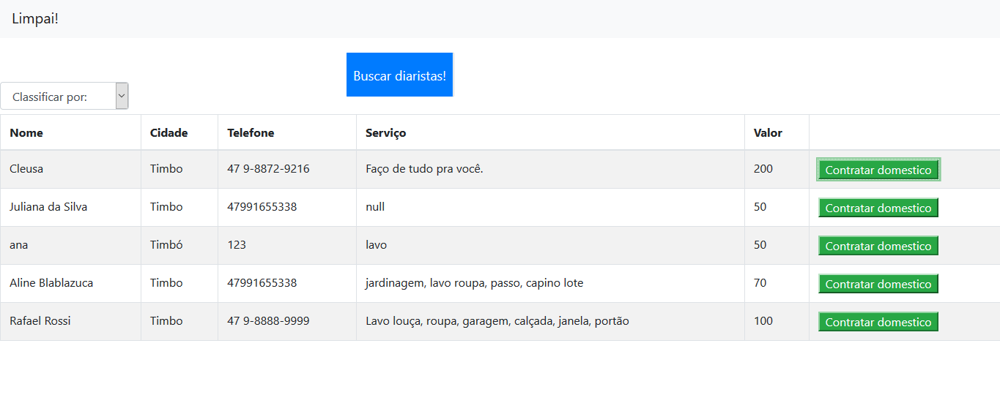 Limpai!
Buscar diaristas!
Classificar por:
Nome Cidade Telefone Serviço Valor
Cleusa Timbo 47 9-8872-9216 Faço de tudo pra você. 200 Contratar domestico
Juliana da Silva Timbo 47991655338 null 50 Contratar domestico
ana Timbó 123 lavo 50 Contratar domestico
Aline Blablazuca Timbo 47991655338 jardinagem, lavo roupa, passo, capino lote 70 Contratar domestico
Rafael Rossi Timbo 47 9-8888-9999 Lavo louça, roupa, garagem, calçada, janela, portão 100 Contratar domestico